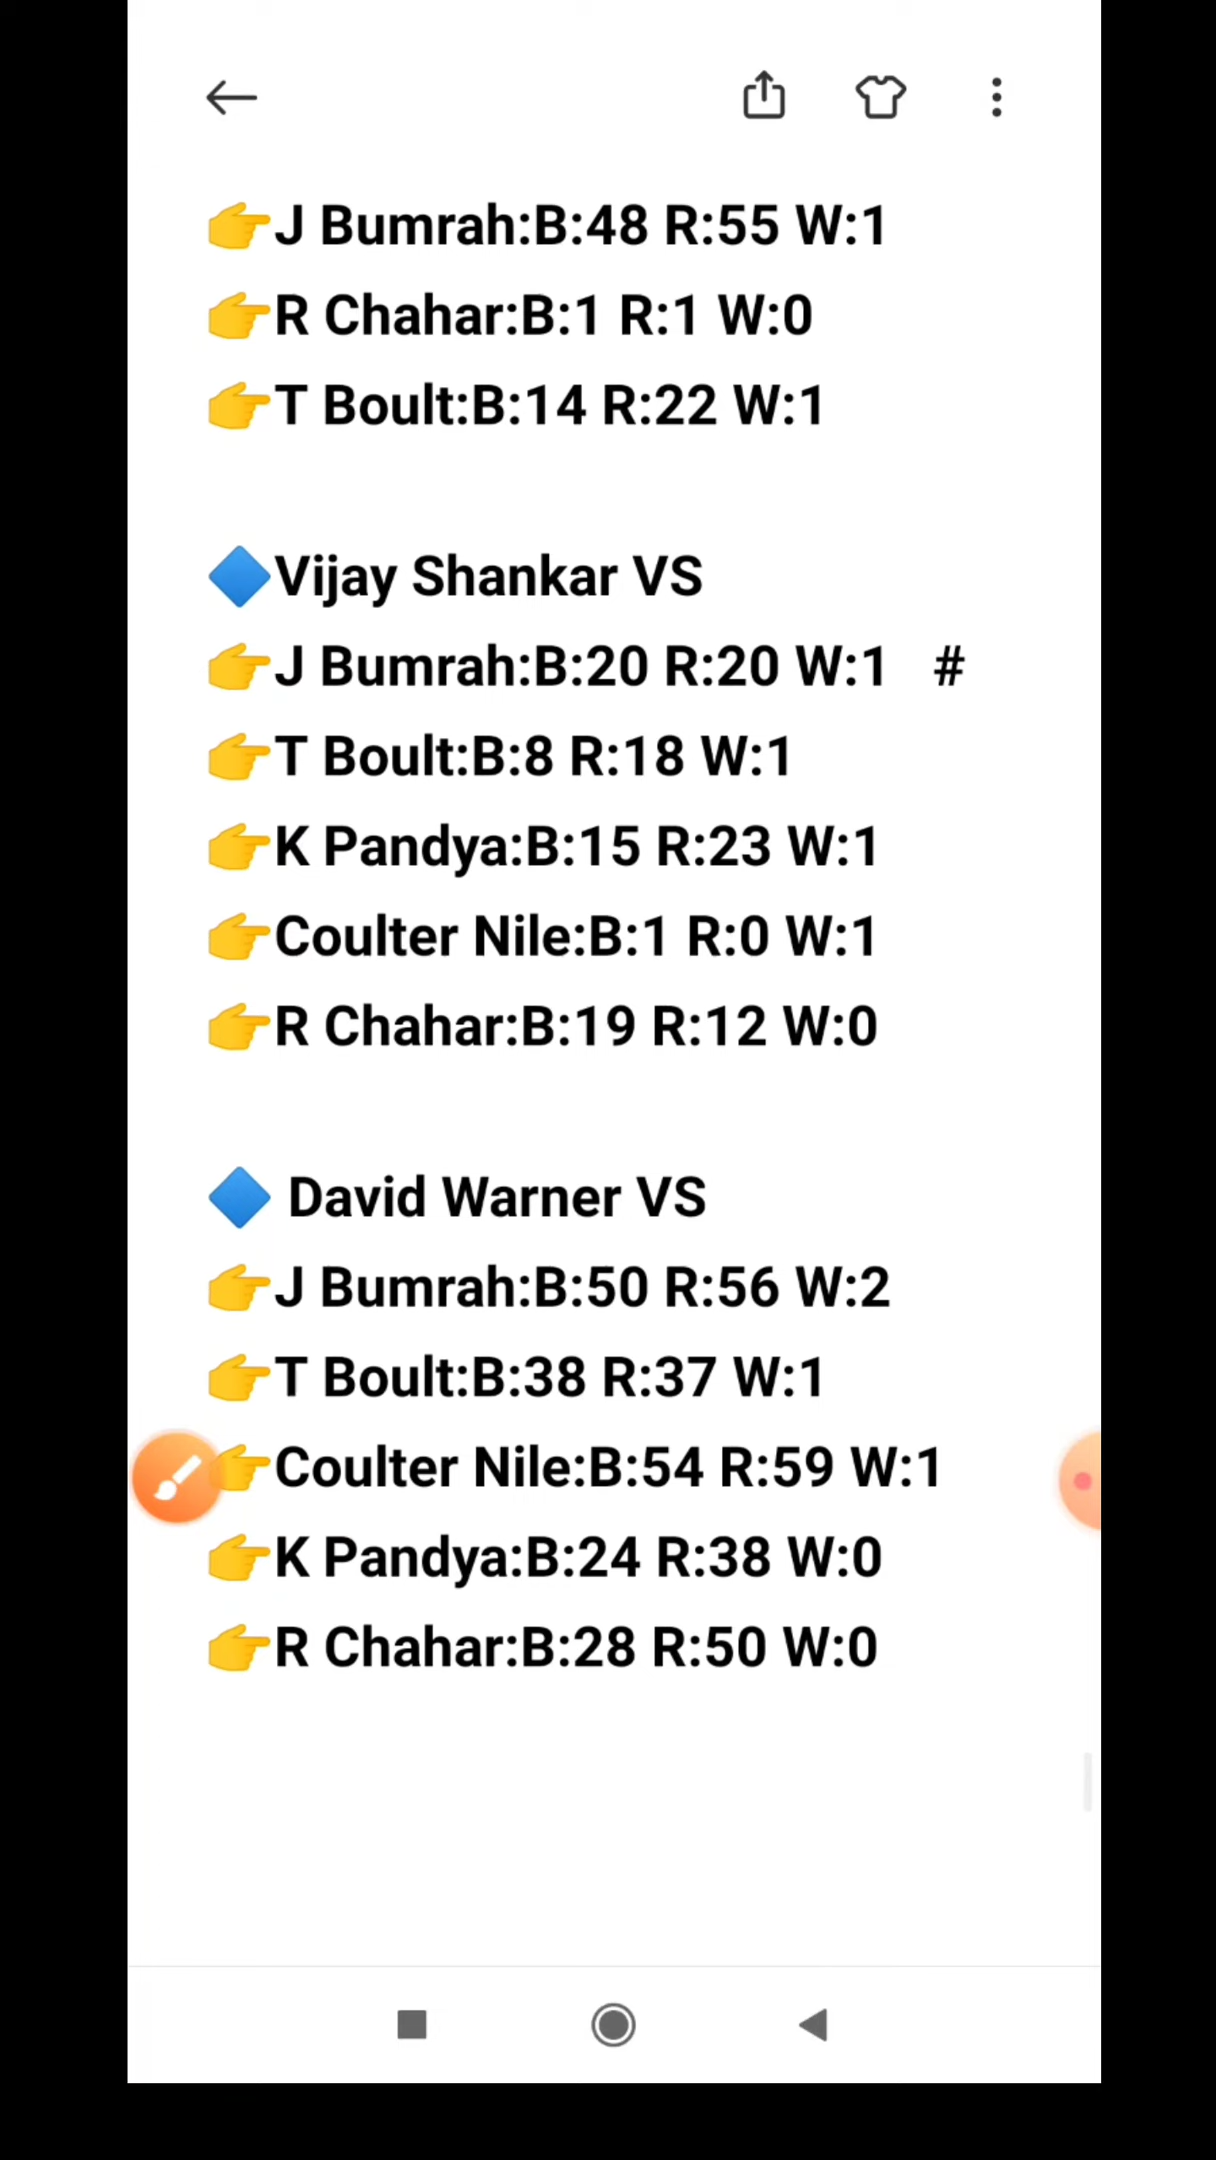 👉J Bumrah:B:48 R:55 W:1
👉R Chahar:B:1 R:1 W:0
👉T Boult:B:14 R:22 W:1
🔷Vijay Shankar VS
👉J Bumrah:B:20 R:20 W:1 #
👉T Boult:B:8 R:18 W:1
👉K Pandya:B:15 R:23 W:1
👉Coulter Nile:B:1 R:0 W:1
👉R Chahar:B:19 R:12 W:0
🔷 David Warner VS
👉J Bumrah:B:50 R:56 W:2
👉T Boult:B:38 R:37 W:1
👉Coulter Nile:B:54 R:59 W:1
👉K Pandya:B:24 R:38 W:0
👉R Chahar:B:28 R:50 W:0